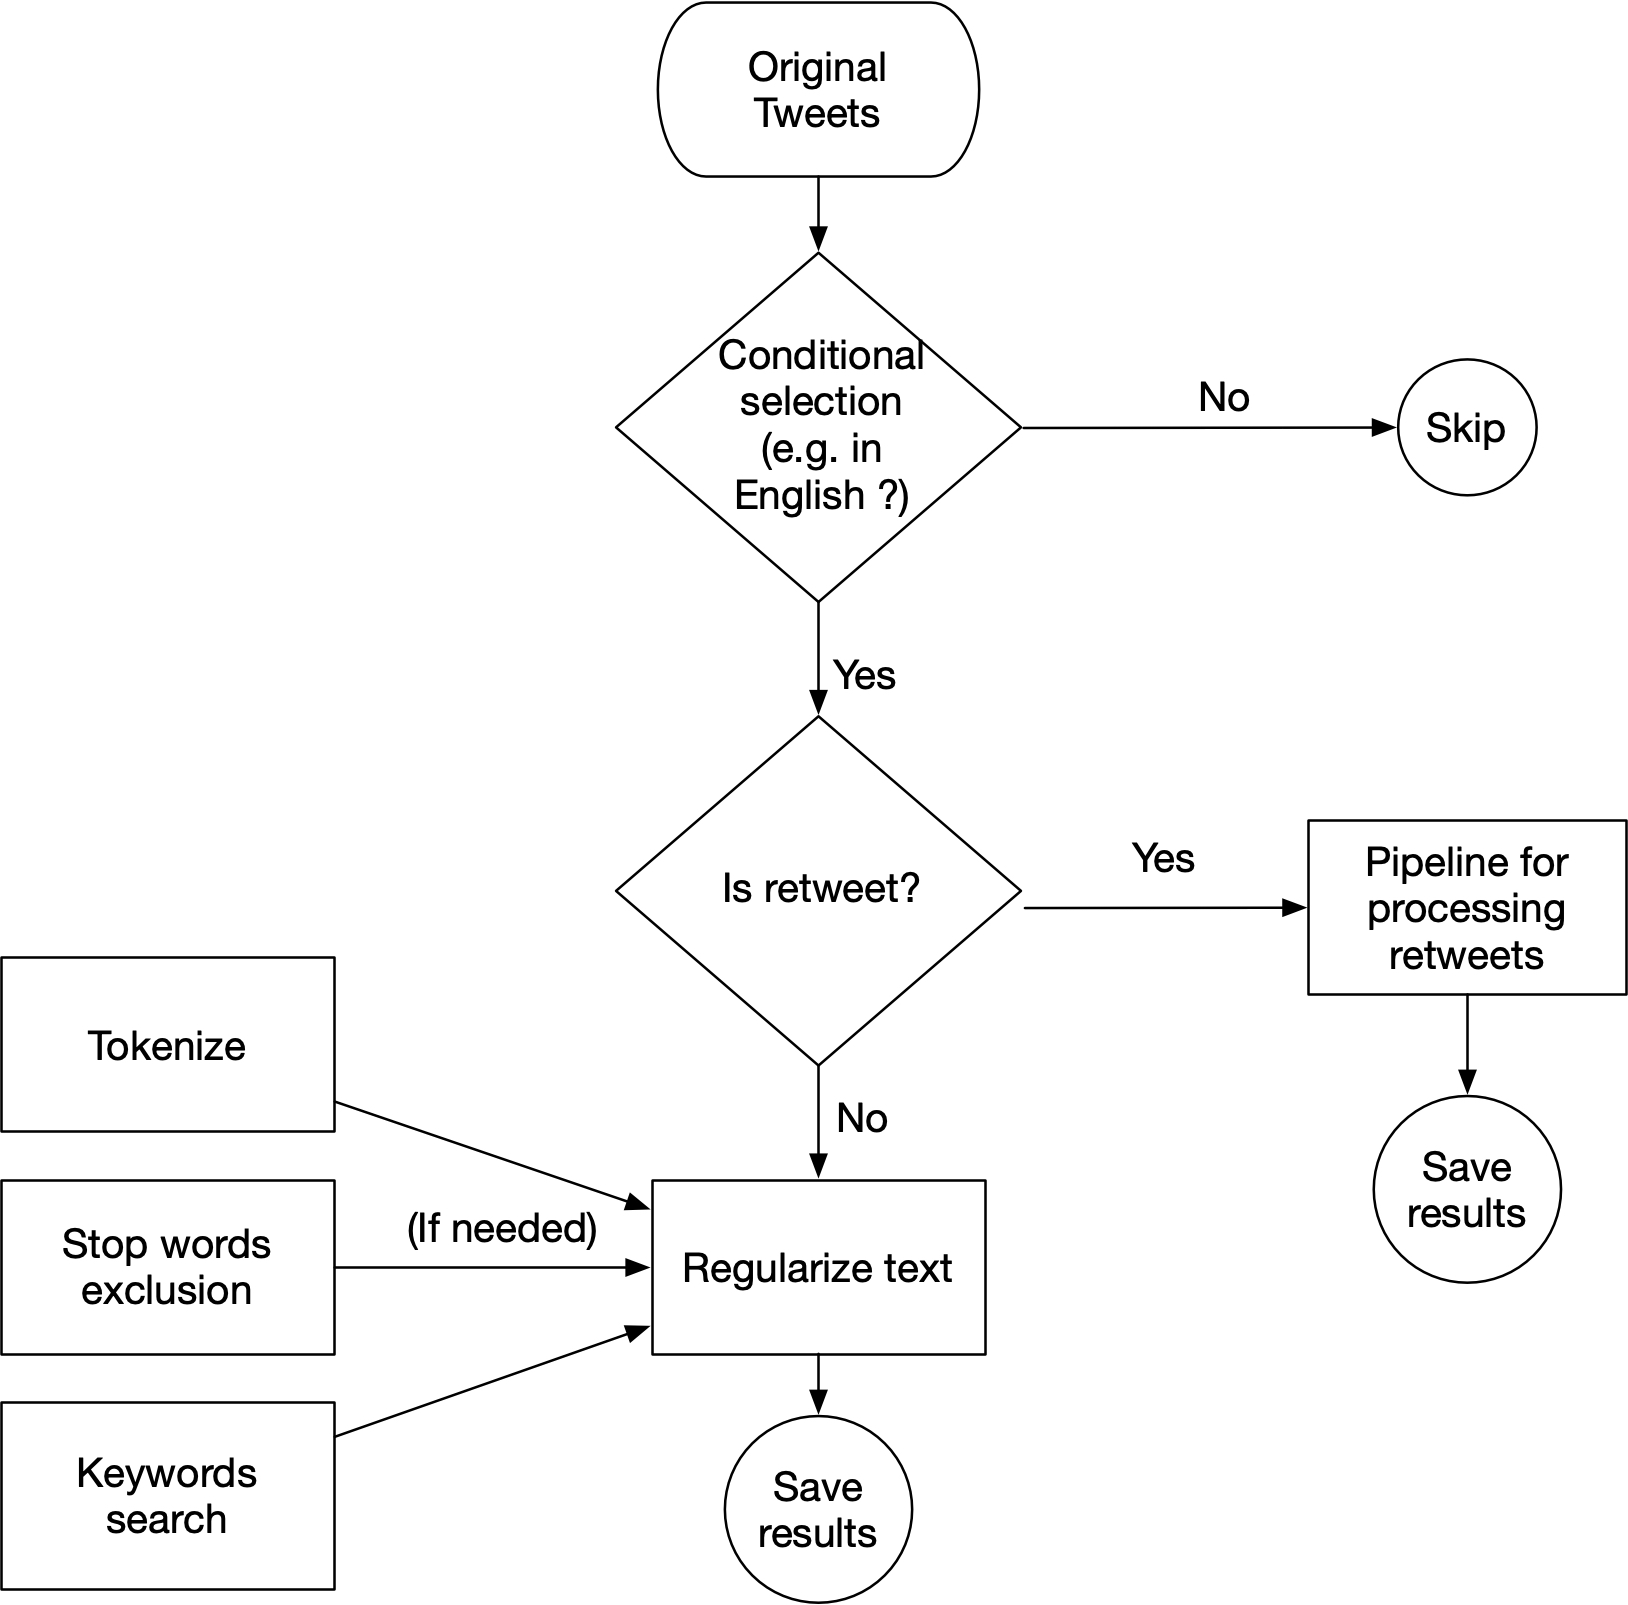 Original
Tweets
Conditional
selection
(e.g. in
English ?)
No
Skip
Yes
Is retweet?
Yes
Pipeline for
processing
retweets
Tokenize
No
Save
results
Stop words
exclusion
(If needed)
Regularize text
Keywords
search
Save
results